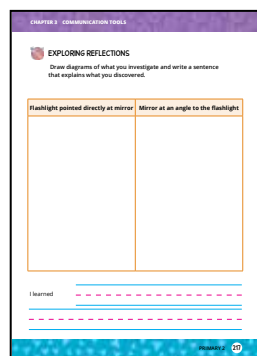 CHAPTER 3 COMMUNICATION TOOLS
EXPLORING REFLECTIONS
Draw diagrams of what you investigate and write a sentence
that explains what you discovered.
Flashlight pointed directly at mirror Mirror at an angle to the flashlight
I learned
PRIMARY 2 217